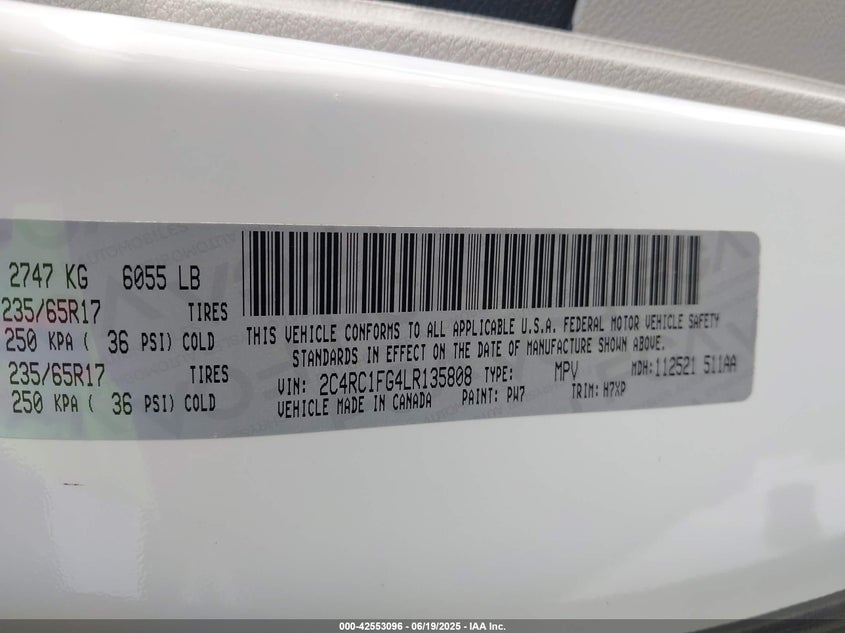 2747 KG 6055 LB
235/65R17 TIRES
250 KPA ( 36 PSI) COLD
235/65R17 TIRES
250 KPA ( 36 PSI) COLD
THIS VEHICLE CONFORMS TO ALL APPLICABLE U.S.A. FEDERAL MOTOR VEHICLE SAFETY
STANDARDS IN EFFECT ON THE DATE OF MANUFACTURE SHOWN ABOVE.
VIN: 2C4RC1FG4LR135808 TYPE: MPV MDH: 112521 511AA
VEHICLE MADE IN CANADA PAINT: PW7 TRIM: H7XP
000-42553096 - 06/19/2025 - IAA Inc.